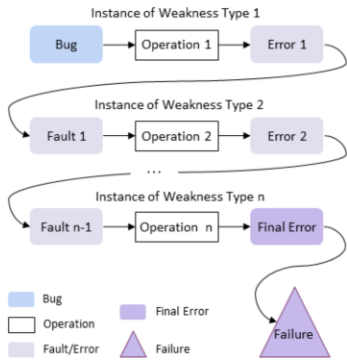 Instance of Weakness Type 1
Bug Operation 1 Error 1
Instance of Weakness Type 2
Fault 1 Operation 2 Error 2
...
Instance of Weakness Type n
Fault n-1 Operation n Final Error
Bug
Operation
Fault/Error
Final Error
Failure
Failure